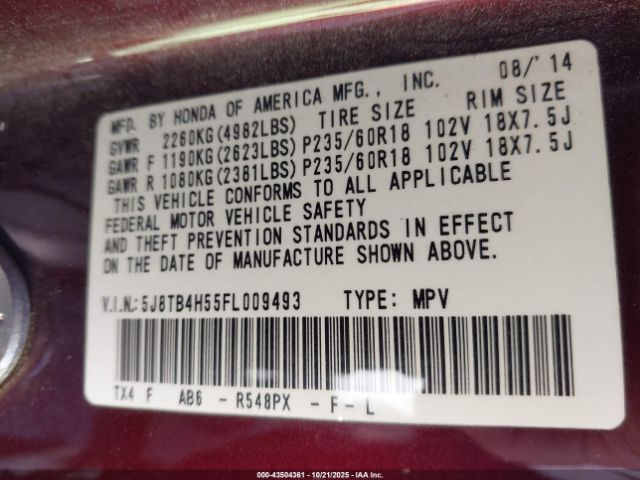 MFD. BY HONDA OF AMERICA MFG., INC. 08/'14
GVWR 2260KG(4982LBS) TIRE SIZE RIM SIZE
GAWR F 1190KG(2623LBS) P235/60R18 102V 18X7.5J
GAWR R 1080KG(2381LBS) P235/60R18 102V 18X7.5J
THIS VEHICLE CONFORMS TO ALL APPLICABLE
FEDERAL MOTOR VEHICLE SAFETY
AND THEFT PREVENTION STANDARDS IN EFFECT
ON THE DATE OF MANUFACTURE SHOWN ABOVE.
V.I.N.:5J8TB4H55FL009493 TYPE: MPV
TX4 F AB6 - R548PX - F - L
000-43504361 - 10/21/2025 - IAA Inc.